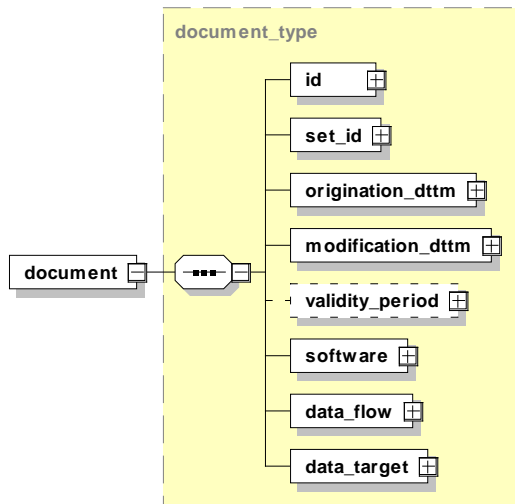 document_type
id
set_id
origination_dttm
modification_dttm
document
validity_period
software
data_flow
data_target